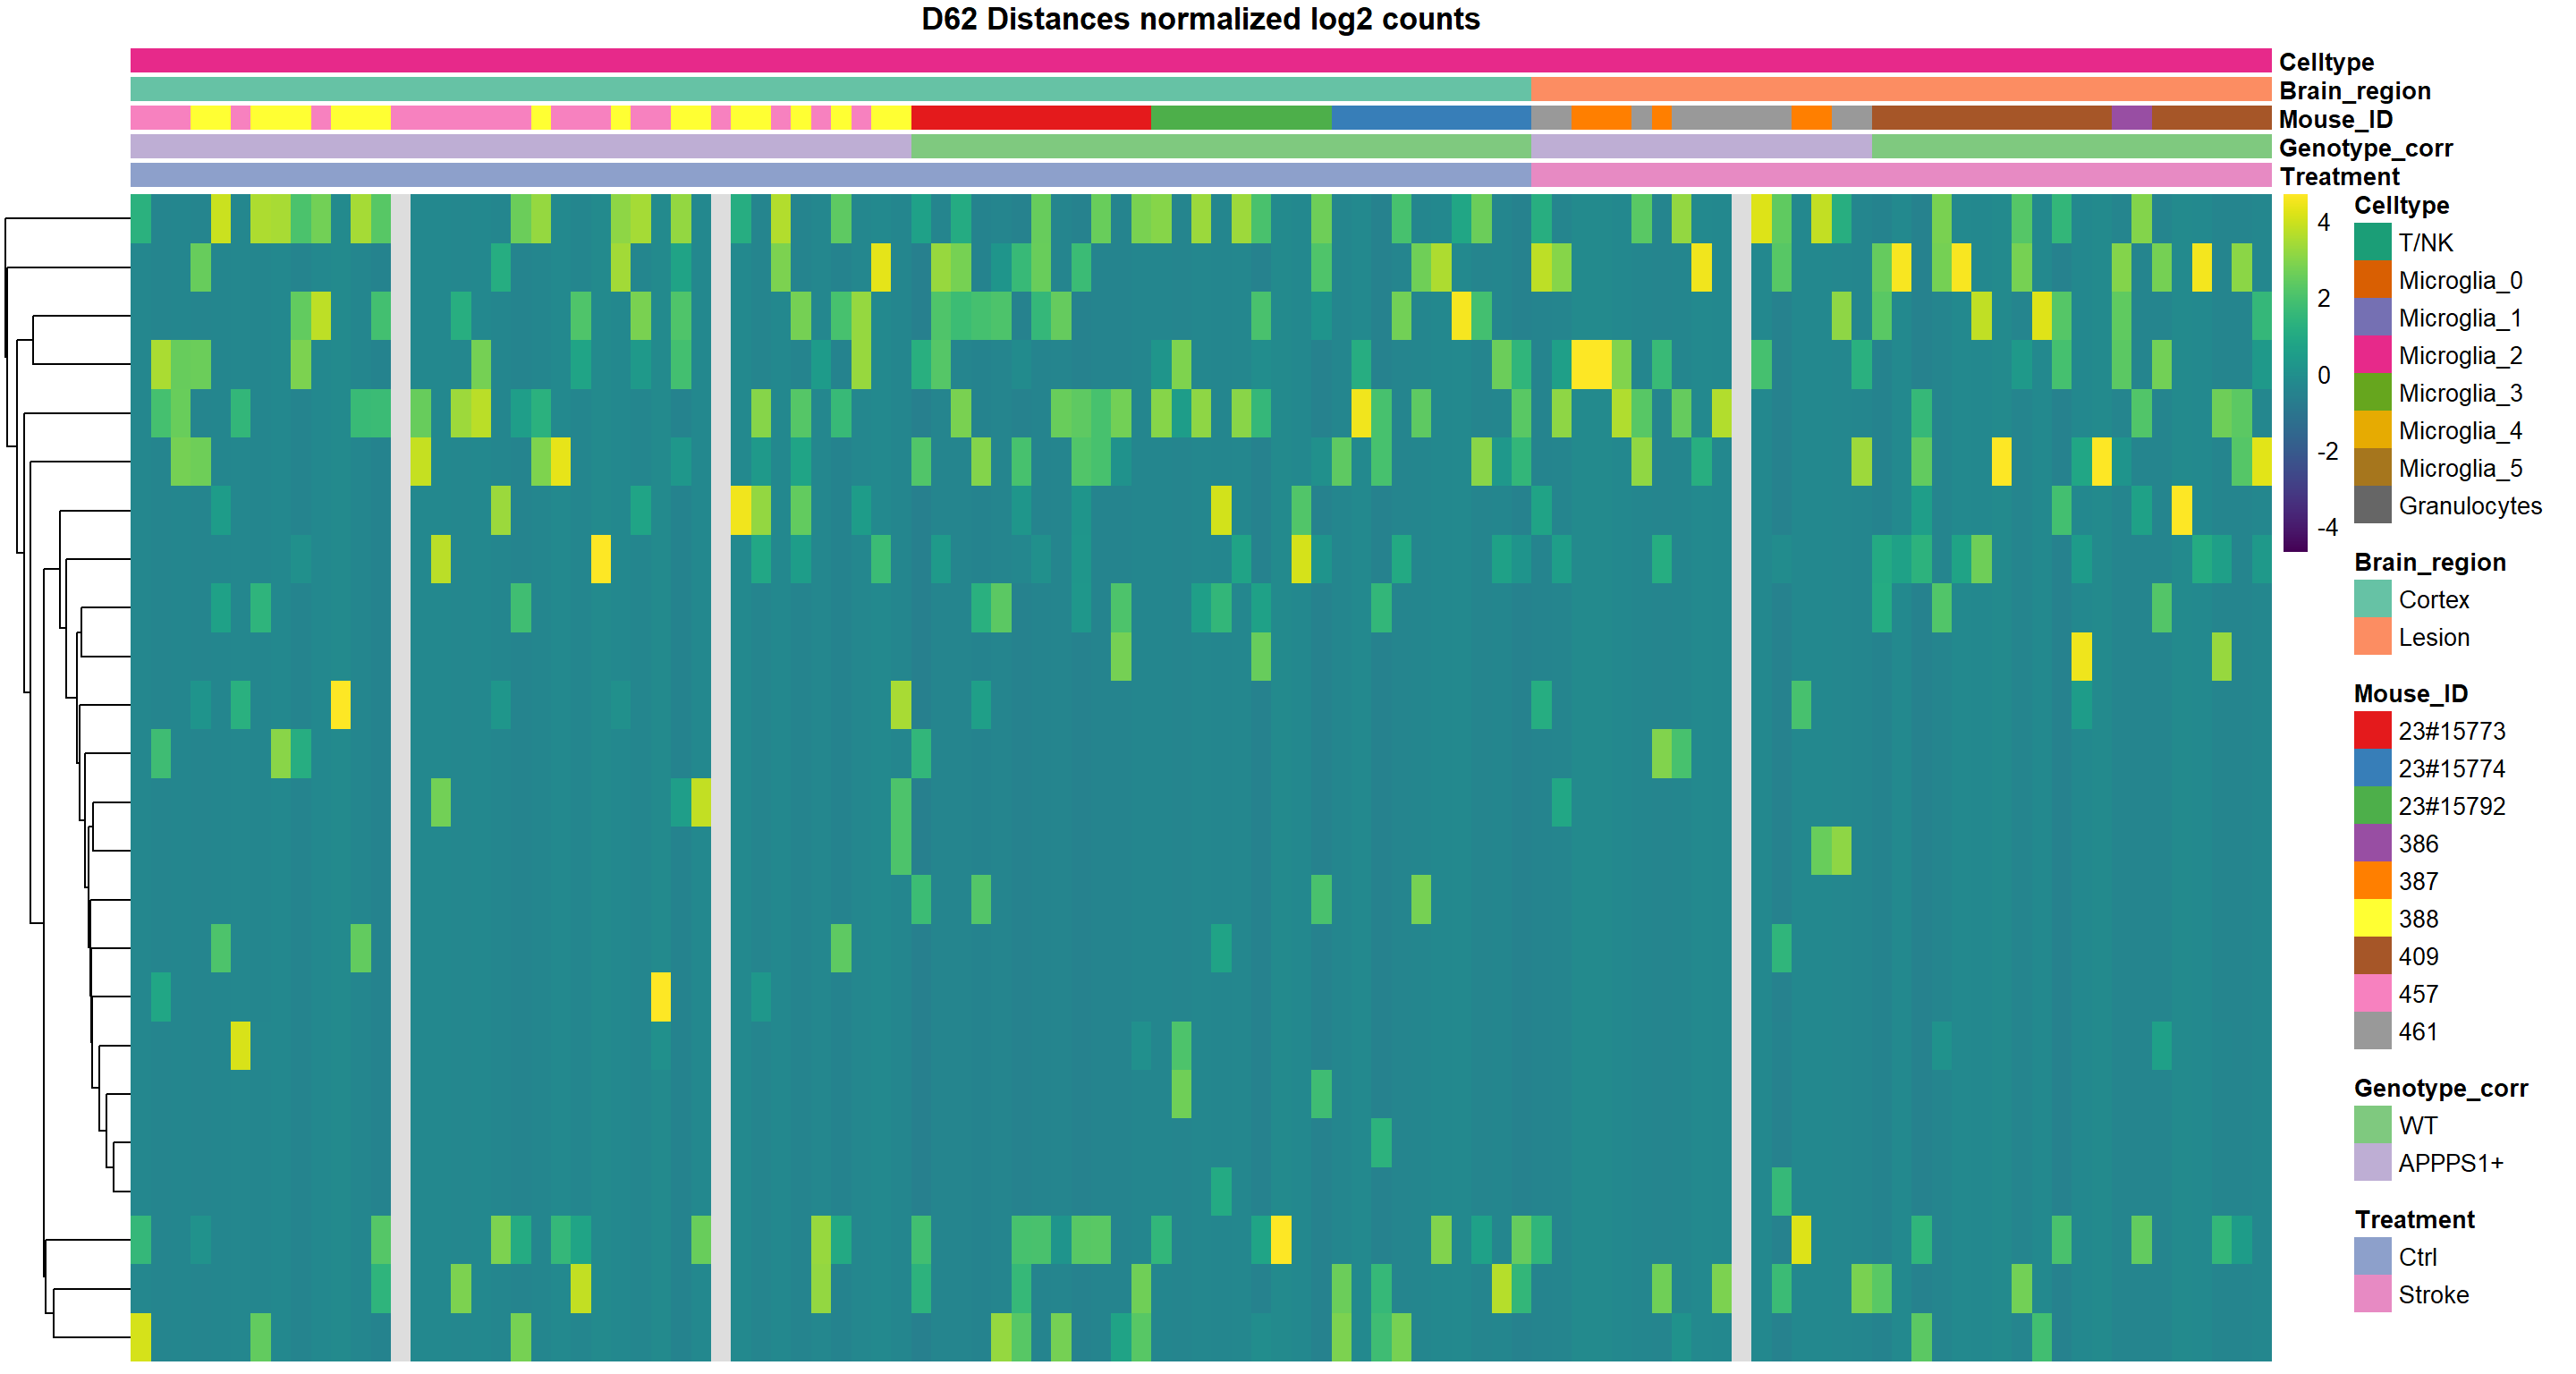 D62 Distances normalized log2 counts
Celltype
Brain_region
Mouse_ID
Genotype_corr
Treatment
4
2
0
-2
-4
Celltype
T/NK
Microglia_0
Microglia_1
Microglia_2
Microglia_3
Microglia_4
Microglia_5
Granulocytes
Brain_region
Cortex
Lesion
Mouse_ID
23#15773
23#15774
23#15792
386
387
388
409
457
461
Genotype_corr
WT
APPPS1+
Treatment
Ctrl
Stroke